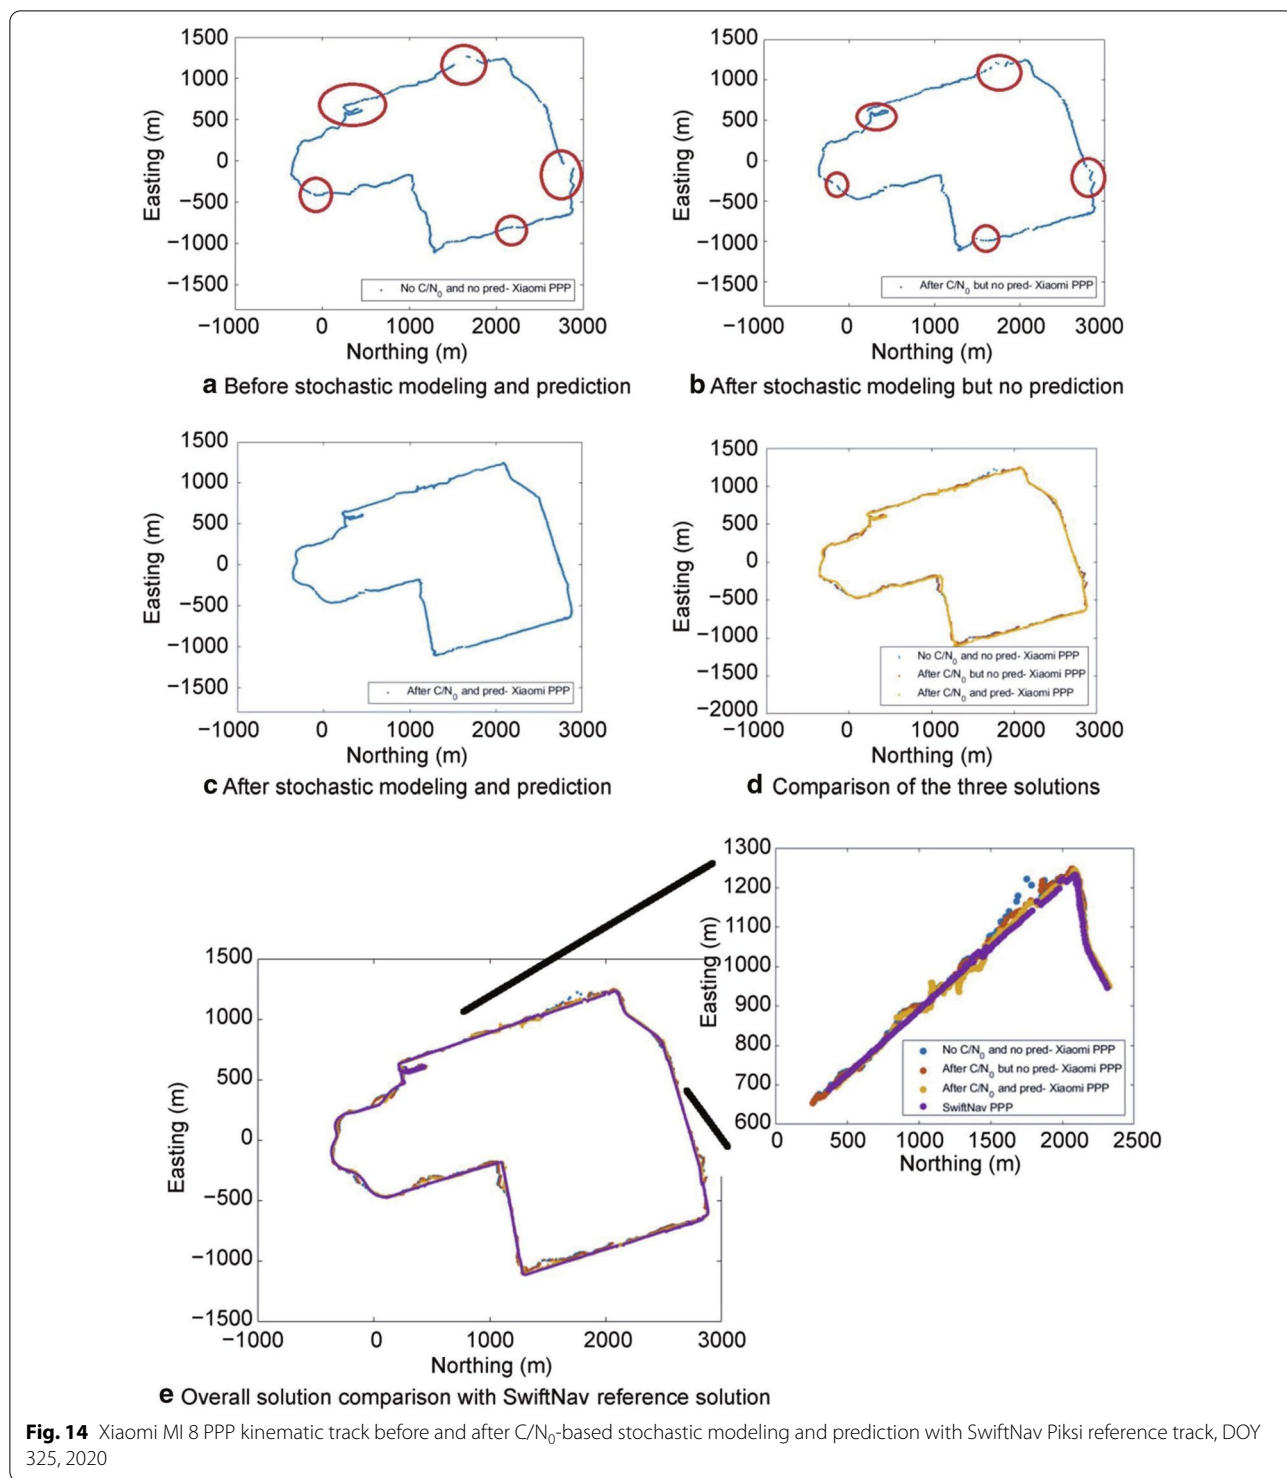 1500
1000
500
0
−500
−1000
−1500
Easting (m)
−1000 0 1000 2000 3000
Northing (m)
No C/N0 and no pred- Xiaomi PPP
a Before stochastic modeling and prediction
1500
1000
500
0
−500
−1000
−1500
Easting (m)
−1000 0 1000 2000 3000
Northing (m)
After C/N0 but no pred- Xiaomi PPP
b After stochastic modeling but no prediction
1500
1000
500
0
−500
−1000
−1500
Easting (m)
−1000 0 1000 2000 3000
Northing (m)
After C/N0 and pred- Xiaomi PPP
c After stochastic modeling and prediction
1500
1000
500
0
−500
−1000
−1500
−2000
Easting (m)
−1000 0 1000 2000 3000
Northing (m)
No C/N0 and no pred- Xiaomi PPP
After C/N0 but no pred- Xiaomi PPP
After C/N0 and pred- Xiaomi PPP
d Comparison of the three solutions
1500
1000
500
0
−500
−1000
−1500
Easting (m)
−1000 0 1000 2000 3000
Northing (m)
1300
1200
1100
1000
900
800
700
600
Easting (m)
0 500 1000 1500 2000 2500
Northing (m)
No C/N0 and no pred- Xiaomi PPP
After C/N0 but no pred- Xiaomi PPP
After C/N0 and pred- Xiaomi PPP
SwiftNav PPP
e Overall solution comparison with SwiftNav reference solution
Fig. 14 Xiaomi MI 8 PPP kinematic track before and after C/N0-based stochastic modeling and prediction with SwiftNav Piksi reference track, DOY
325, 2020